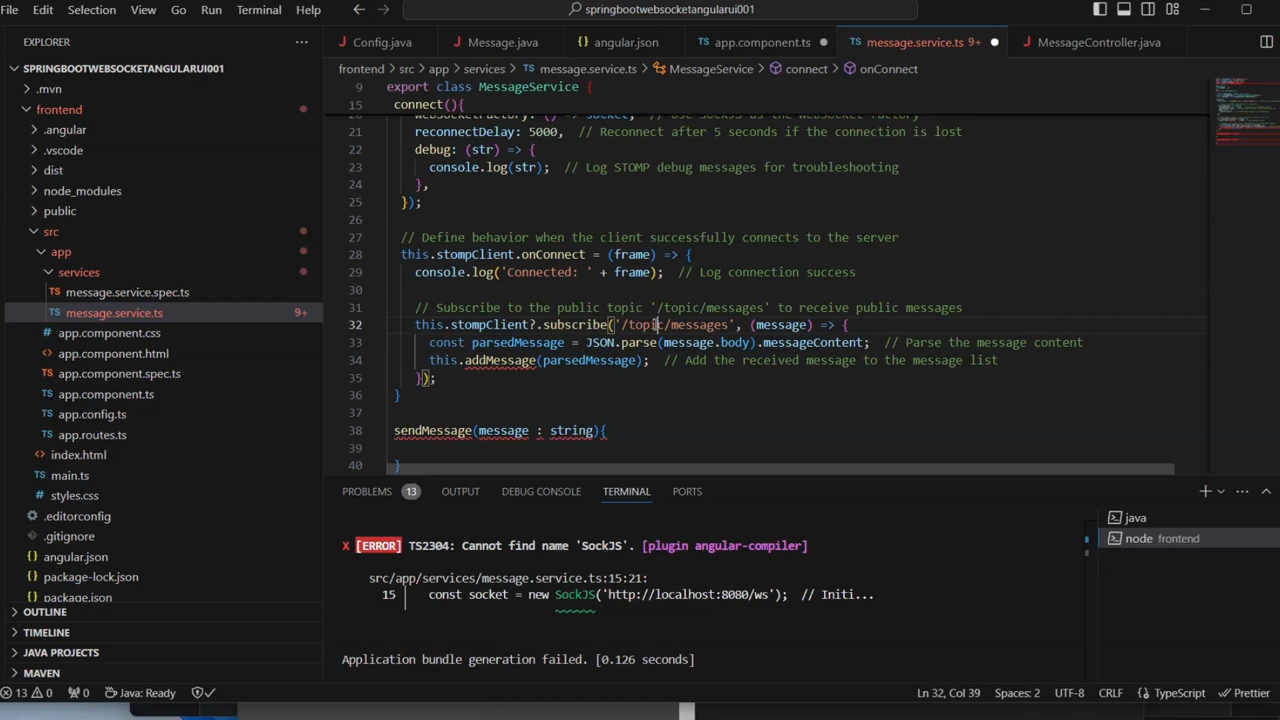 File Edit Selection View Go Run Terminal Help
springbootwebsocketangularui001
EXPLORER
Config.java
Message.java
angular.json
app.component.ts
message.service.ts 9+
MessageController.java
SPRINGBOOTWEBSOCKETANGULARUI001
frontend > src > app > services > message.service.ts > MessageService > connect > onConnect
.mvn
frontend
.angular
.vscode
dist
node_modules
public
src
app
services
message.service.spec.ts
message.service.ts 9+
app.component.css
app.component.html
app.component.spec.ts
app.component.ts
app.config.ts
app.routes.ts
index.html
main.ts
styles.css
.editorconfig
.gitignore
angular.json
package-lock.json
package.json
OUTLINE
TIMELINE
JAVA PROJECTS
MAVEN
9 export class MessageService {
15 connect(){
20 webSocketFactory: () => socket, // Use SockJS as the WebSocket factory
21 reconnectDelay: 5000, // Reconnect after 5 seconds if the connection is lost
22 debug: (str) => {
23 console.log(str); // Log STOMP debug messages for troubleshooting
24 },
25 });
26
27 // Define behavior when the client successfully connects to the server
28 this.stompClient.onConnect = (frame) => {
29 console.log('Connected: ' + frame); // Log connection success
30
31 // Subscribe to the public topic '/topic/messages' to receive public messages
32 this.stompClient?.subscribe('/topic/messages', (message) => {
33 const parsedMessage = JSON.parse(message.body).messageContent; // Parse the message content
34 this.addMessage(parsedMessage); // Add the received message to the message list
35 });
36 }
37
38 sendMessage(message : string){
39
40 }
PROBLEMS 13 OUTPUT DEBUG CONSOLE TERMINAL PORTS
java
node frontend
X [ERROR] TS2304: Cannot find name 'SockJS'. [plugin angular-compiler]
src/app/services/message.service.ts:15:21:
15 │ const socket = new SockJS('http://localhost:8080/ws'); // Initi...
Application bundle generation failed. [0.126 seconds]
13 0 0 Java: Ready Ln 32, Col 39 Spaces: 2 UTF-8 CRLF TypeScript Prettier